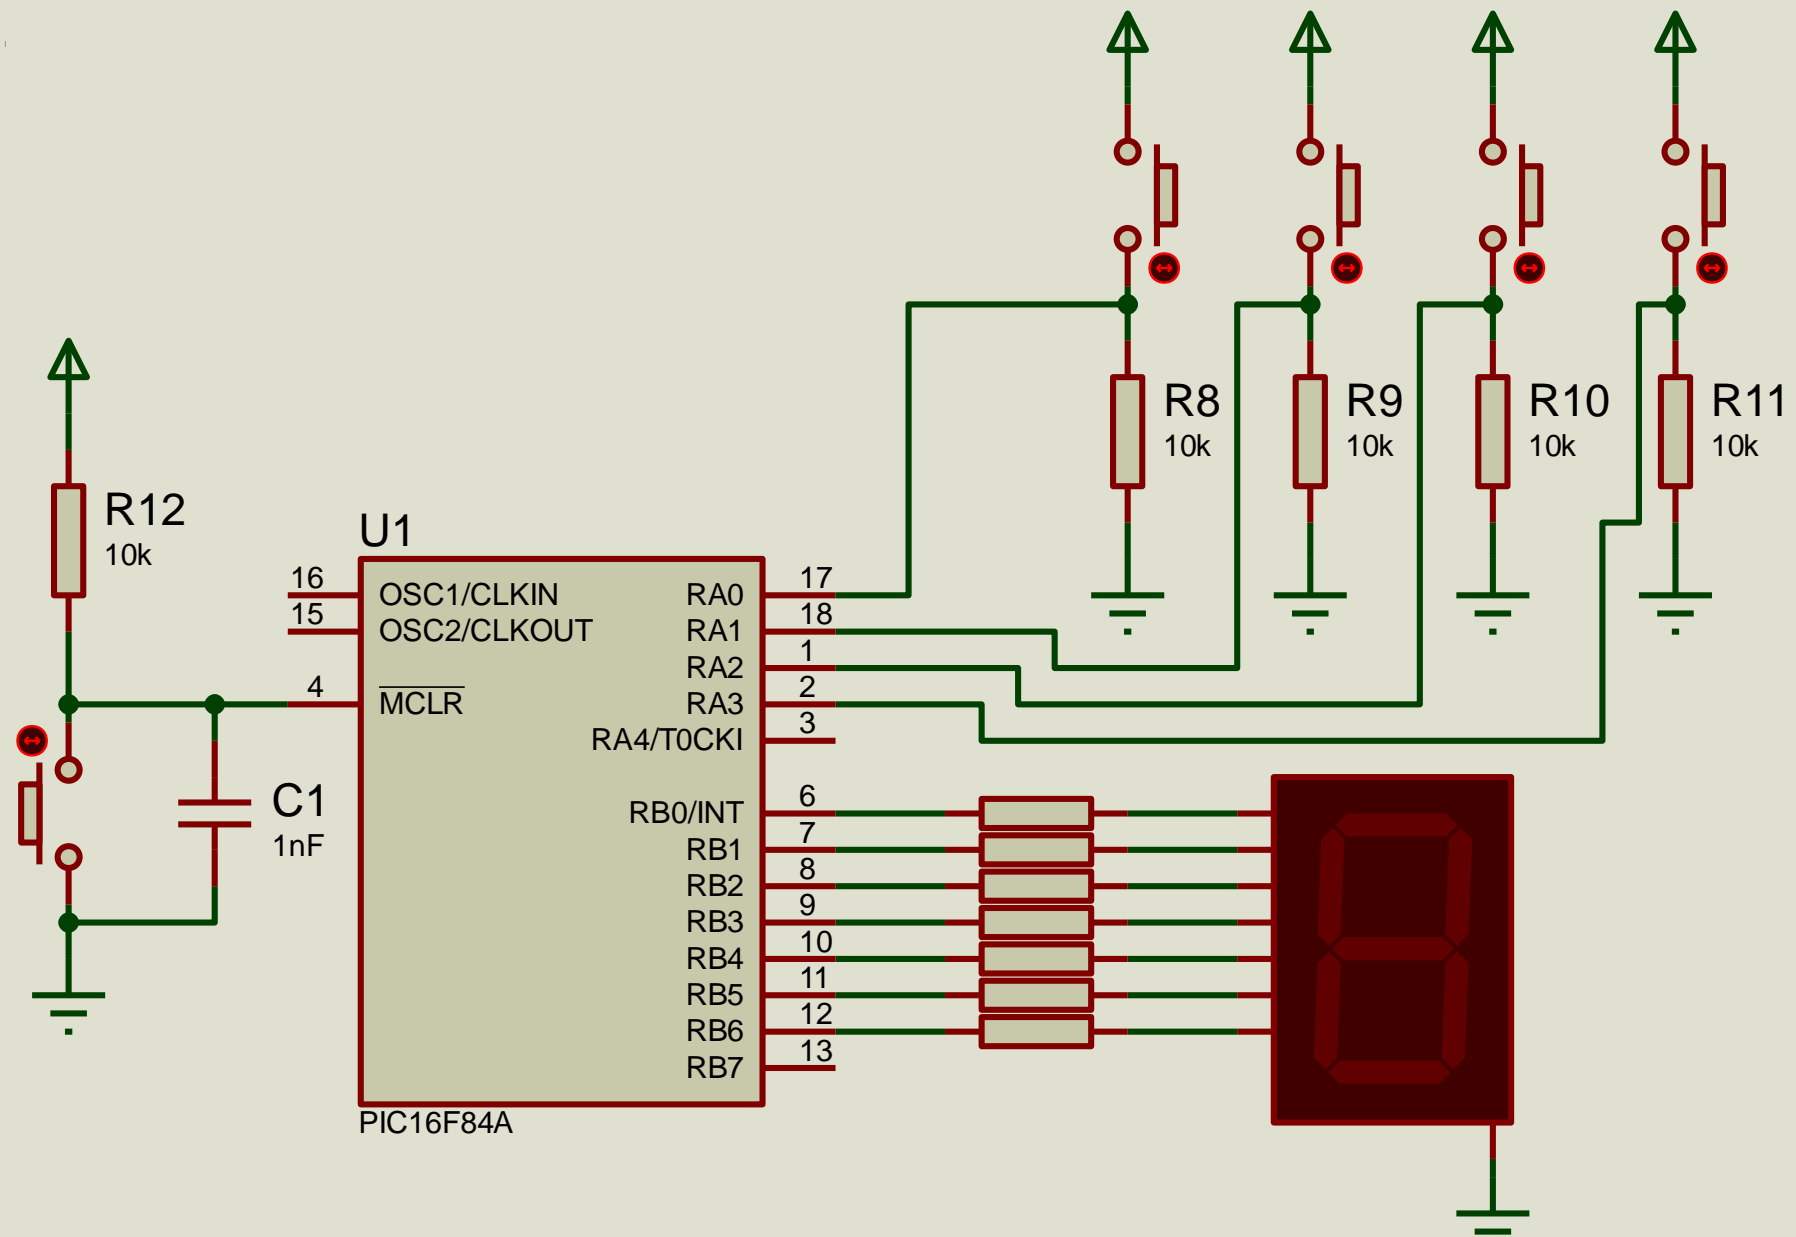 R8
10k
R9
10k
R10
10k
R11
10k
R12
10k
U1
16
OSC1/CLKIN
RA0
17
15
OSC2/CLKOUT
RA1
18
RA2
1
4
MCLR
RA3
2
RA4/T0CKI
3
C1
1nF
RB0/INT
6
RB1
7
RB2
8
RB3
9
RB4
10
RB5
11
RB6
12
RB7
13
PIC16F84A